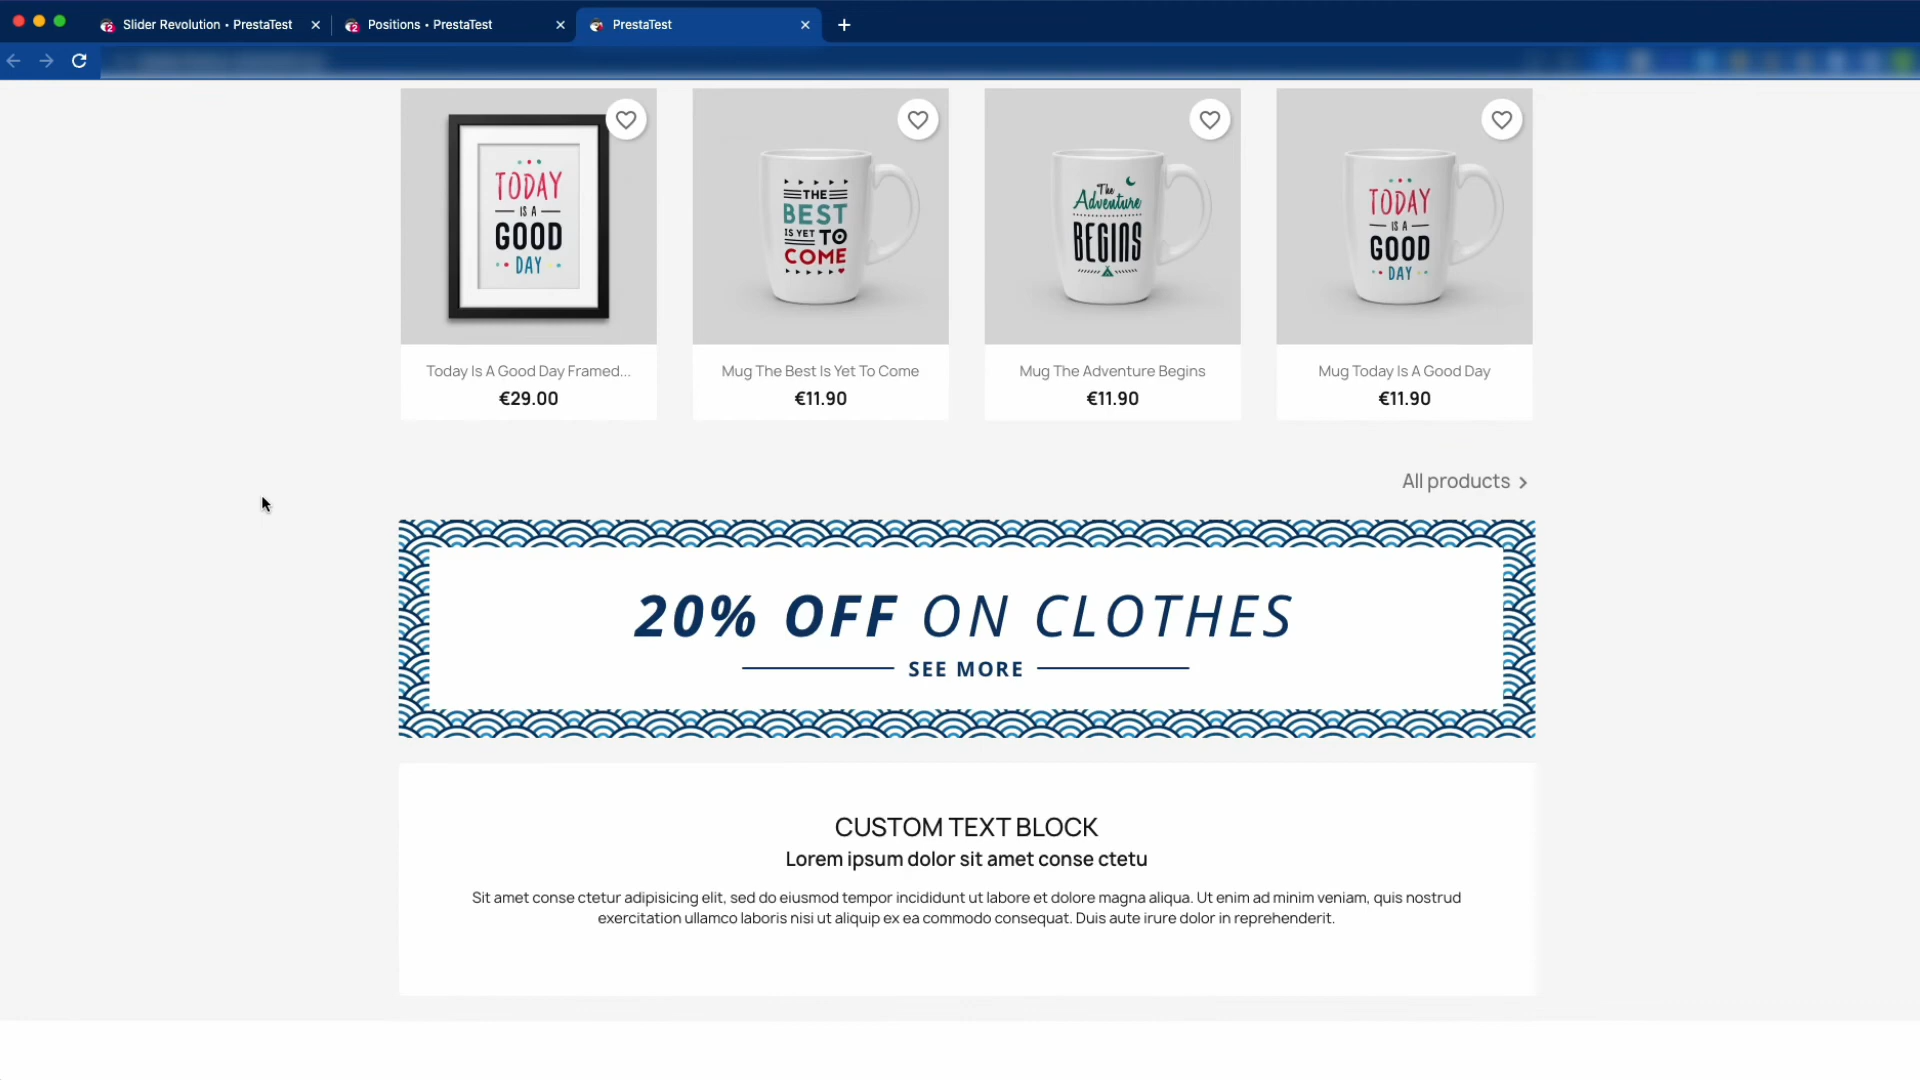 Slider Revolution • PrestaTest
Positions • PrestaTest
PrestaTest
TODAY
IS A
GOOD
DAY
THE
BEST
IS YET TO
COME
The
Adventure
BEGINS
TODAY
IS A
GOOD
DAY
Today Is A Good Day Framed...
€29.00
Mug The Best Is Yet To Come
€11.90
Mug The Adventure Begins
€11.90
Mug Today Is A Good Day
€11.90
All products
20% OFF ON CLOTHES
SEE MORE
CUSTOM TEXT BLOCK
Lorem ipsum dolor sit amet conse ctetu
Sit amet conse ctetur adipisicing elit, sed do eiusmod tempor incididunt ut labore et dolore magna aliqua. Ut enim ad minim veniam, quis nostrud
exercitation ullamco laboris nisi ut aliquip ex ea commodo consequat. Duis aute irure dolor in reprehenderit.